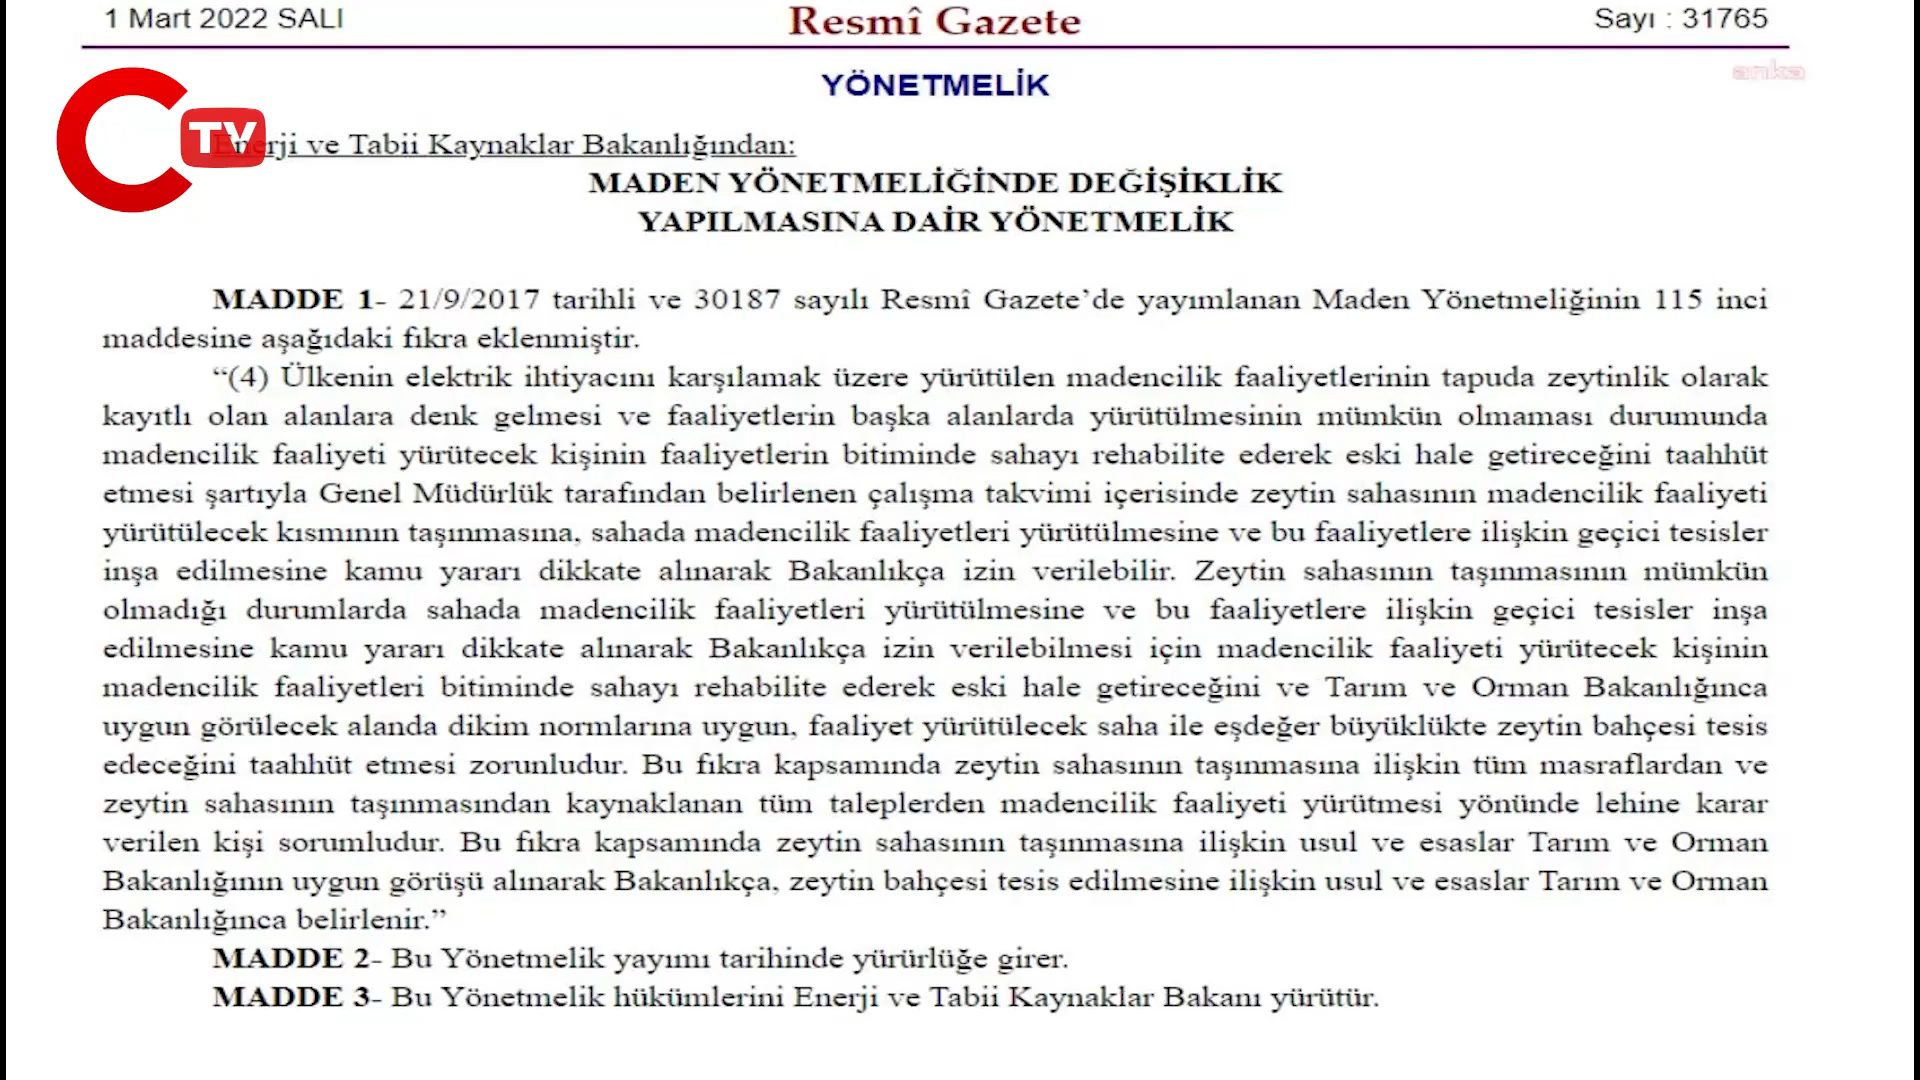 1 Mart 2022 SALI
Resmî Gazete
Sayı : 31765
anka
YÖNETMELİK
C TV
Enerji ve Tabii Kaynaklar Bakanlığından:
MADEN YÖNETMELİĞİNDE DEĞİŞİKLİK
YAPILMASINA DAİR YÖNETMELİK
MADDE 1- 21/9/2017 tarihli ve 30187 sayılı Resmî Gazete’de yayımlanan Maden Yönetmeliğinin 115 inci
maddesine aşağıdaki fıkra eklenmiştir.
“(4) Ülkenin elektrik ihtiyacını karşılamak üzere yürütülen madencilik faaliyetlerinin tapuda zeytinlik olarak
kayıtlı olan alanlara denk gelmesi ve faaliyetlerin başka alanlarda yürütülmesinin mümkün olmaması durumunda
madencilik faaliyeti yürütecek kişinin faaliyetlerin bitiminde sahayı rehabilite ederek eski hale getireceğini taahhüt
etmesi şartıyla Genel Müdürlük tarafından belirlenen çalışma takvimi içerisinde zeytin sahasının madencilik faaliyeti
yürütülecek kısmının taşınmasına, sahada madencilik faaliyetleri yürütülmesine ve bu faaliyetlere ilişkin geçici tesisler
inşa edilmesine kamu yararı dikkate alınarak Bakanlıkça izin verilebilir. Zeytin sahasının taşınmasının mümkün
olmadığı durumlarda sahada madencilik faaliyetleri yürütülmesine ve bu faaliyetlere ilişkin geçici tesisler inşa
edilmesine kamu yararı dikkate alınarak Bakanlıkça izin verilebilmesi için madencilik faaliyeti yürütecek kişinin
madencilik faaliyetleri bitiminde sahayı rehabilite ederek eski hale getireceğini ve Tarım ve Orman Bakanlığınca
uygun görülecek alanda dikim normlarına uygun, faaliyet yürütülecek saha ile eşdeğer büyüklükte zeytin bahçesi tesis
edeceğini taahhüt etmesi zorunludur. Bu fıkra kapsamında zeytin sahasının taşınmasına ilişkin tüm masraflardan ve
zeytin sahasının taşınmasından kaynaklanan tüm taleplerden madencilik faaliyeti yürütmesi yönünde lehine karar
verilen kişi sorumludur. Bu fıkra kapsamında zeytin sahasının taşınmasına ilişkin usul ve esaslar Tarım ve Orman
Bakanlığının uygun görüşü alınarak Bakanlıkça, zeytin bahçesi tesis edilmesine ilişkin usul ve esaslar Tarım ve Orman
Bakanlığınca belirlenir.”
MADDE 2- Bu Yönetmelik yayımı tarihinde yürürlüğe girer.
MADDE 3- Bu Yönetmelik hükümlerini Enerji ve Tabii Kaynaklar Bakanı yürütür.